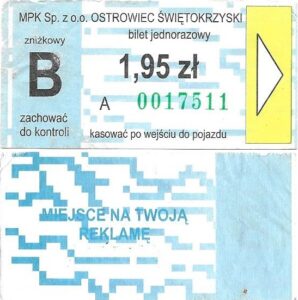 MPK Sp. z o.o. OSTROWIEC ŚWIĘTOKRZYSKI
zniżkowy
bilet jednorazowy
B
1,95 zł
A 0017511
zachować
do kontroli
kasować po wejściu do pojazdu
MIEJSCE NA TWOJĄ
REKLAMĘ